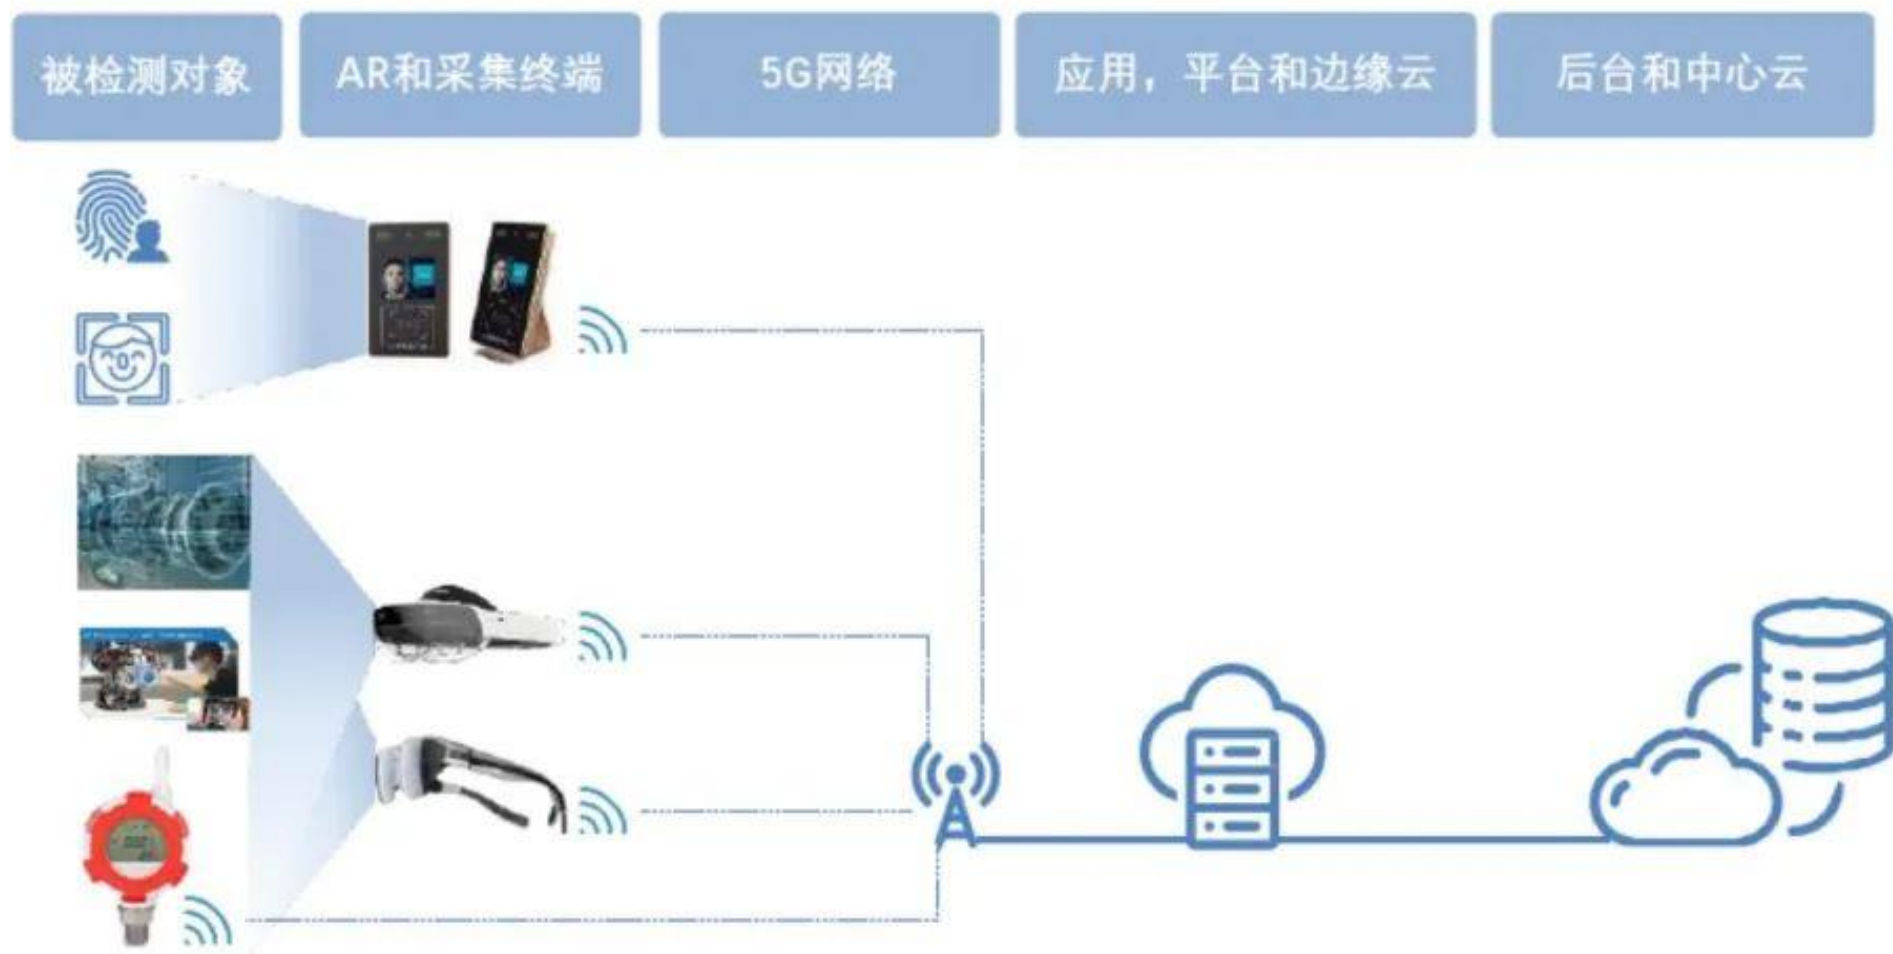 被检测对象
AR和采集终端
5G网络
应用，平台和边缘云
后台和中心云